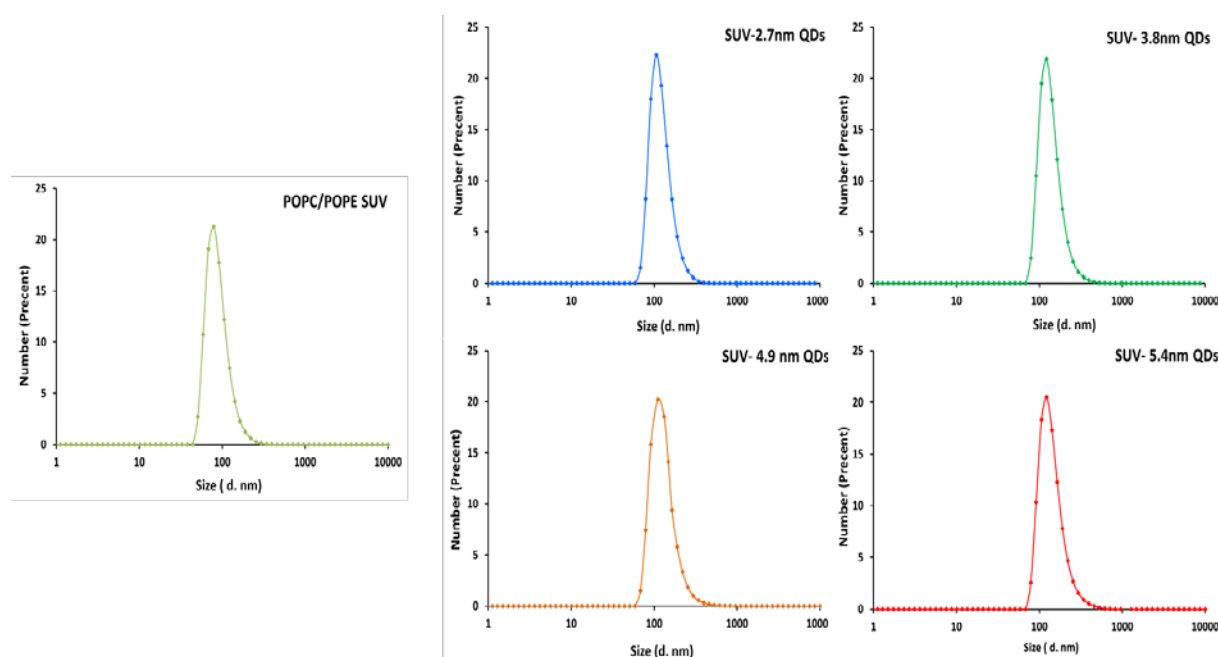 POPC/POPE SUV
Number (Precent)
25
20
15
10
5
0
1 10 100 1000 10000
Size ( d. nm)
SUV-2.7nm QDs
Number (Precent)
25
20
15
10
5
0
1 10 100 1000 1000
Size (d. nm)
SUV- 3.8nm QDs
Number (Precent)
25
20
15
10
5
0
1 10 100 1000 10000
Size (d. nm)
SUV- 4.9 nm QDs
Number (Precent)
25
20
15
10
5
0
1 10 100 1000 1000
Size (d. nm)
SUV- 5.4nm QDs
Number (Precent)
25
20
15
10
5
0
1 10 100 1000 10000
Size ( d. nm)